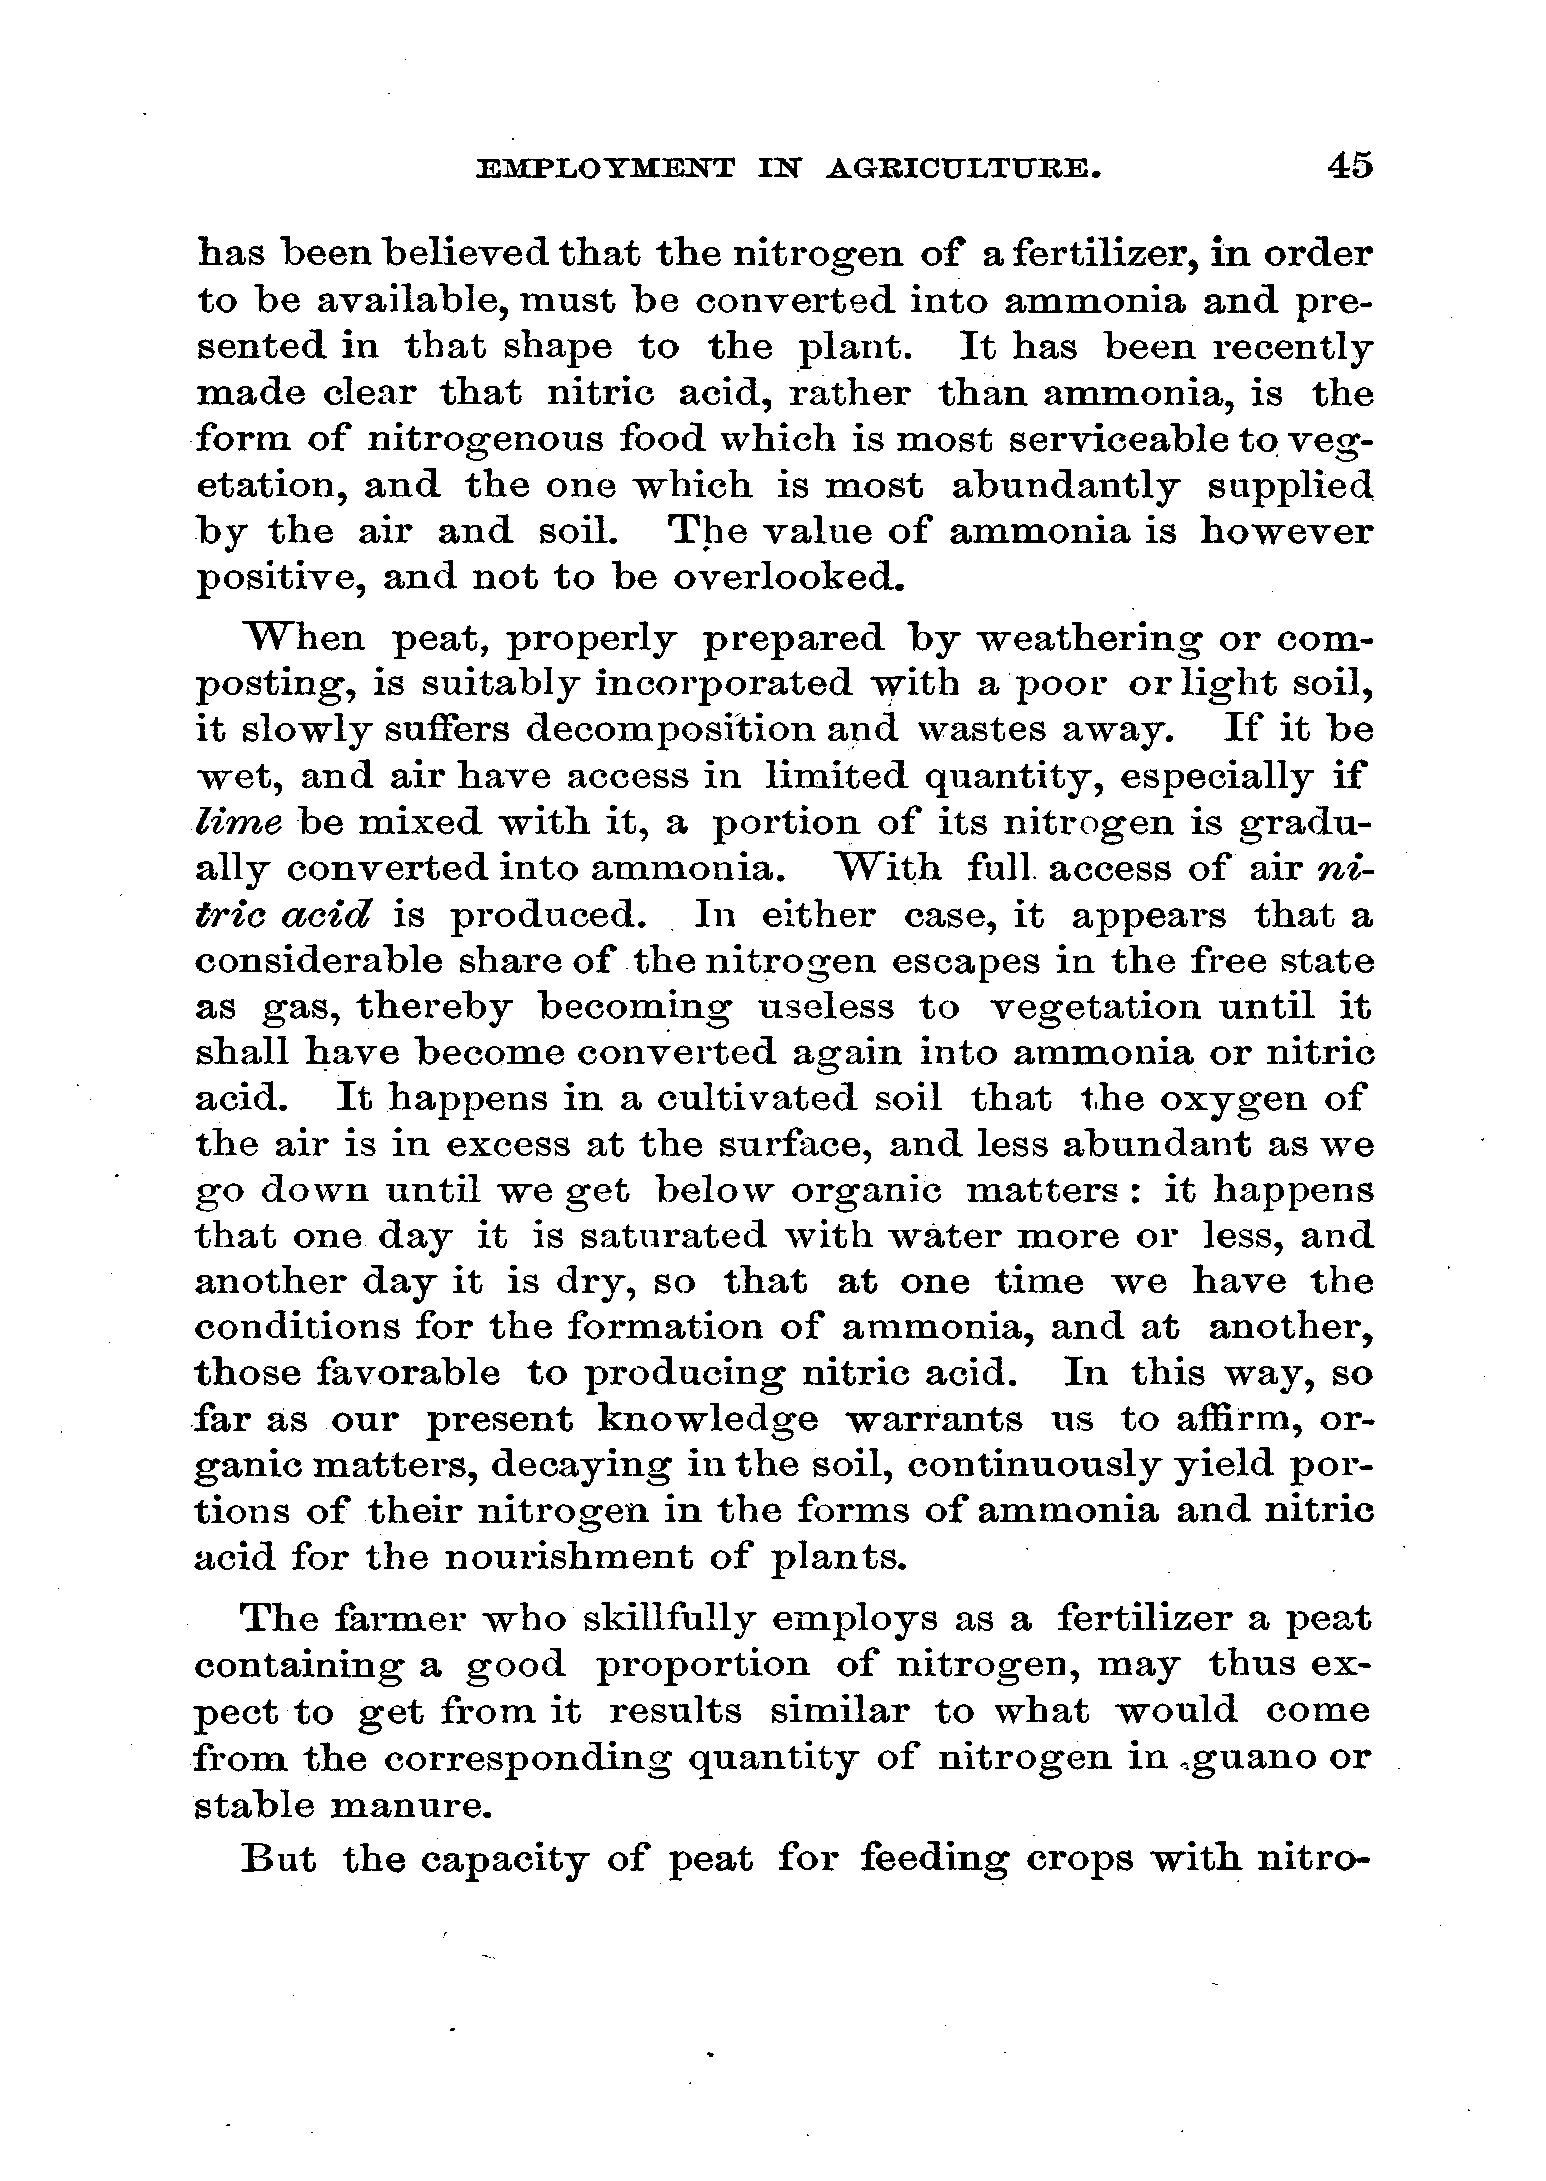 EMPLOYMENT IN AGRICULTURE. 45
has been believed that the nitrogen of a fertilizer, in order
to be available, must be converted into ammonia and pre-
sented in that shape to the plant. It has been recently
made clear that nitric acid, rather than ammonia, is the
form of nitrogenous food which is most serviceable to veg-
etation, and the one which is most abundantly supplied
by the air and soil. The value of ammonia is however
positive, and not to be overlooked.
When peat, properly prepared by weathering or com-
posting, is suitably incorporated with a poor or light soil,
it slowly suffers decomposition and wastes away. If it be
wet, and air have access in limited quantity, especially if
lime be mixed with it, a portion of its nitrogen is gradu-
ally converted into ammonia. With full access of air ni-
tric acid is produced. In either case, it appears that a
considerable share of the nitrogen escapes in the free state
as gas, thereby becoming useless to vegetation until it
shall have become converted again into ammonia or nitric
acid. It happens in a cultivated soil that the oxygen of
the air is in excess at the surface, and less abundant as we
go down until we get below organic matters : it happens
that one day it is saturated with water more or less, and
another day it is dry, so that at one time we have the
conditions for the formation of ammonia, and at another,
those favorable to producing nitric acid. In this way, so
far as our present knowledge warrants us to affirm, or-
ganic matters, decaying in the soil, continuously yield por-
tions of their nitrogen in the forms of ammonia and nitric
acid for the nourishment of plants.
The farmer who skillfully employs as a fertilizer a peat
containing a good proportion of nitrogen, may thus ex-
pect to get from it results similar to what would come
from the corresponding quantity of nitrogen in guano or
stable manure.
But the capacity of peat for feeding crops with nitro-